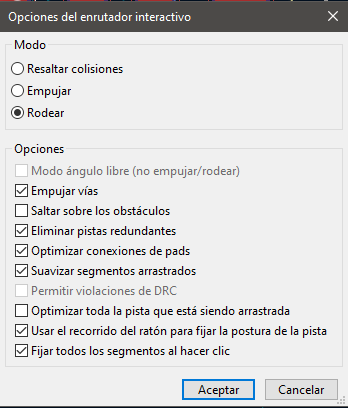 Opciones del enrutador interactivo
Modo
Resaltar colisiones
Empujar
Rodear
Opciones
Modo ángulo libre (no empujar/rodear)
Empujar vías
Saltar sobre los obstáculos
Eliminar pistas redundantes
Optimizar conexiones de pads
Suavizar segmentos arrastrados
Permitir violaciones de DRC
Optimizar toda la pista que está siendo arrastrada
Usar el recorrido del ratón para fijar la postura de la pista
Fijar todos los segmentos al hacer clic
Aceptar
Cancelar